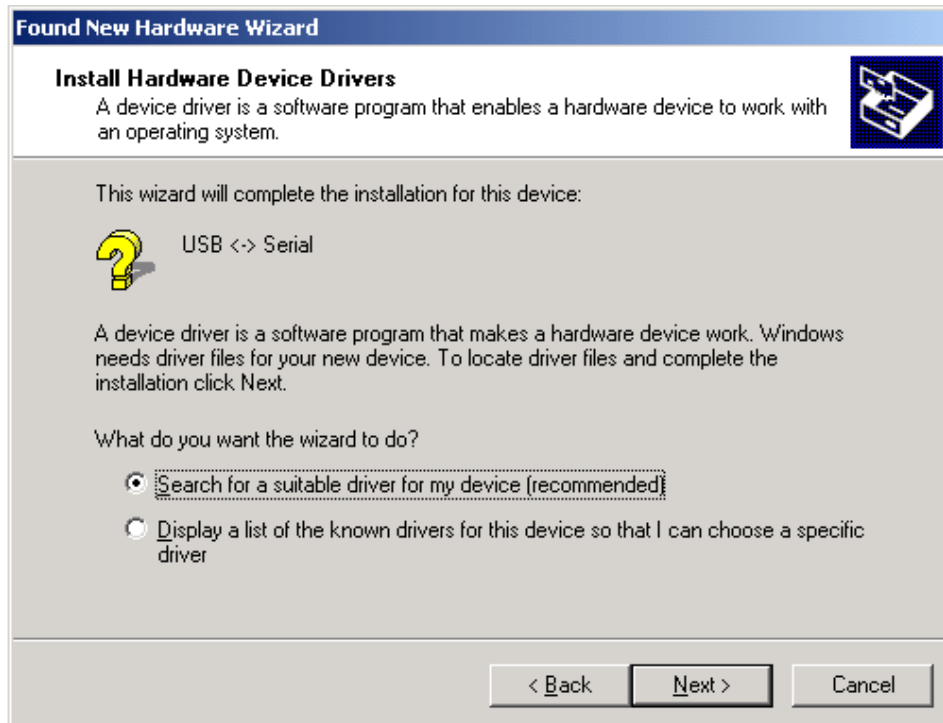 Found New Hardware Wizard
Install Hardware Device Drivers
A device driver is a software program that enables a hardware device to work with
an operating system.
This wizard will complete the installation for this device:
USB <-> Serial
A device driver is a software program that makes a hardware device work. Windows
needs driver files for your new device. To locate driver files and complete the
installation click Next.
What do you want the wizard to do?
Search for a suitable driver for my device (recommended)
Display a list of the known drivers for this device so that I can choose a specific
driver
< Back Next > Cancel